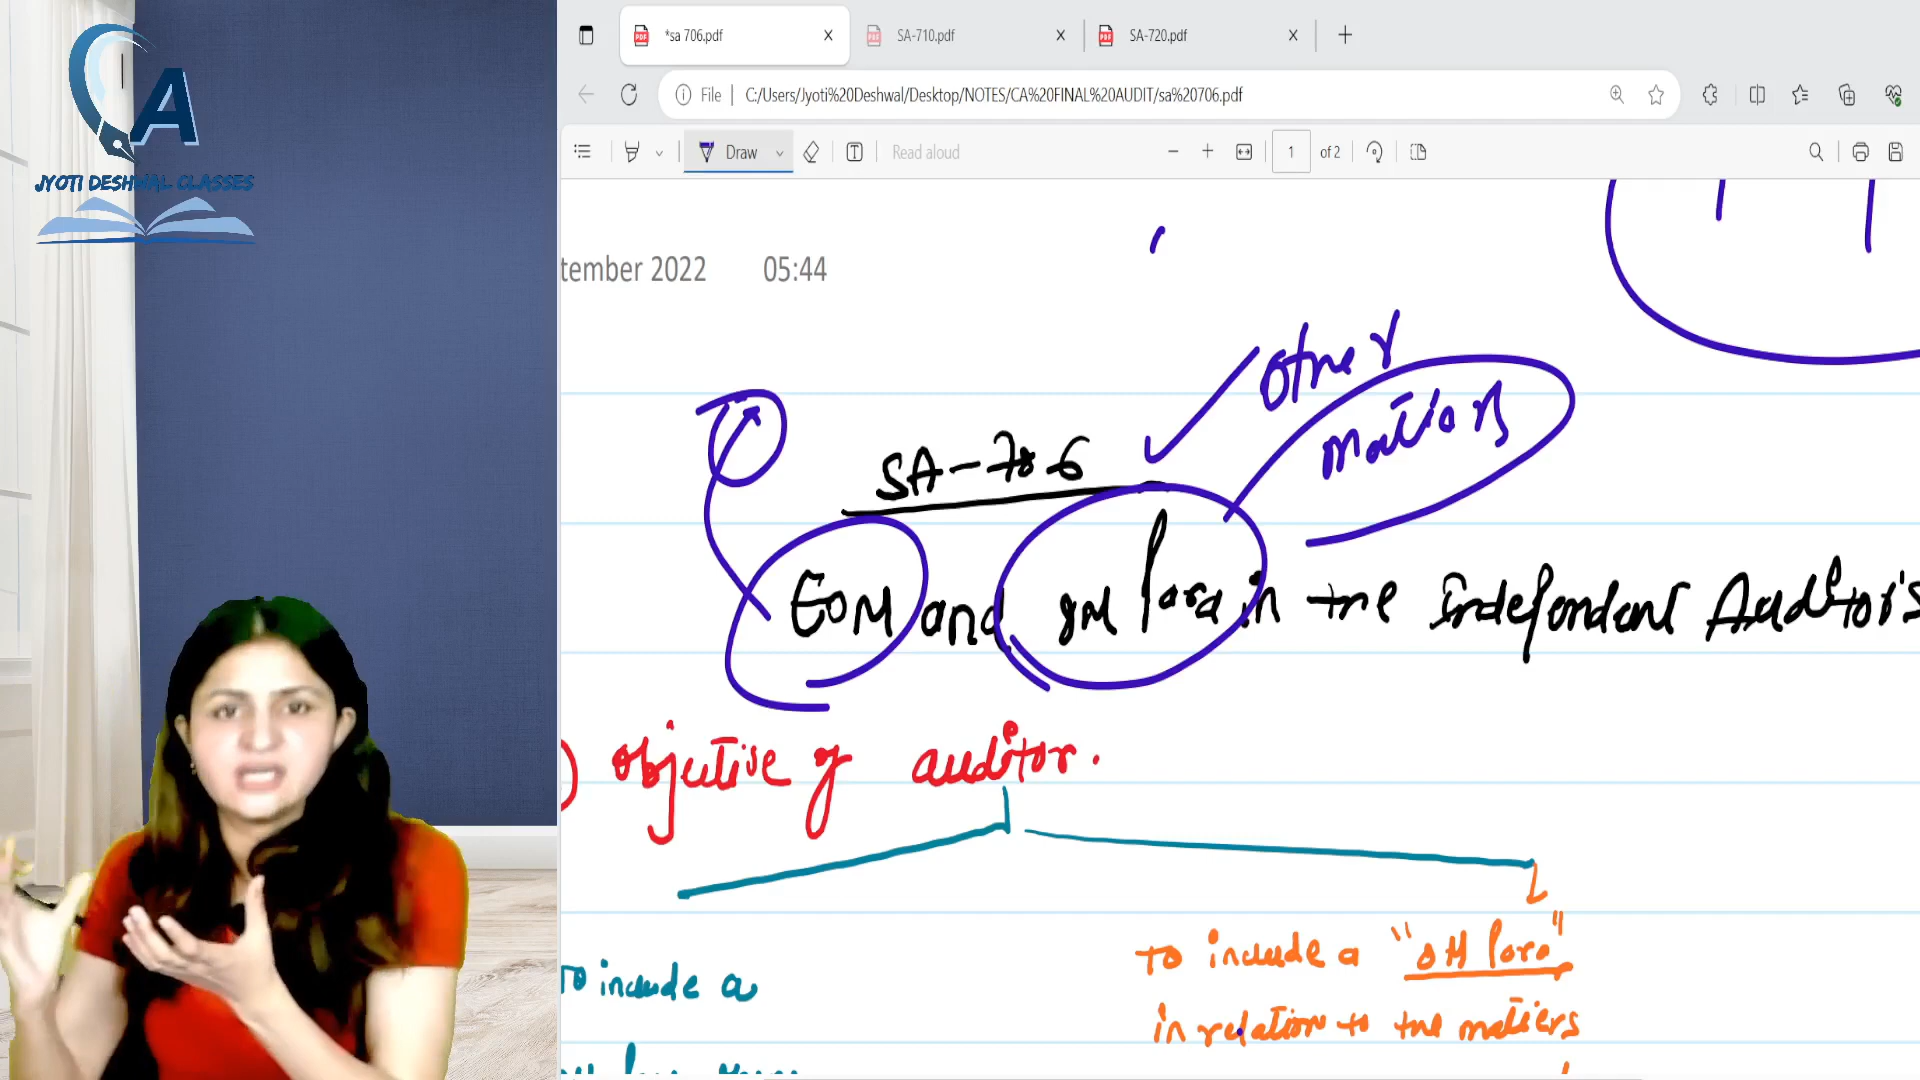 *sa 706.pdf
SA-710.pdf
SA-720.pdf
File
C:/Users/Jyoti%20Deshwal/Desktop/NOTES/CA%20FINAL%20AUDIT/sa%20706.pdf
Draw
Read aloud
1 of 2
CA
JYOTI DESHWAL CLASSES
tember 2022 05:44
other
matters
SA-706
EOM and OM Para in the Independent Auditor's
) Objective of auditor.
To include a
To include a "OM Para"
in relation to the matters